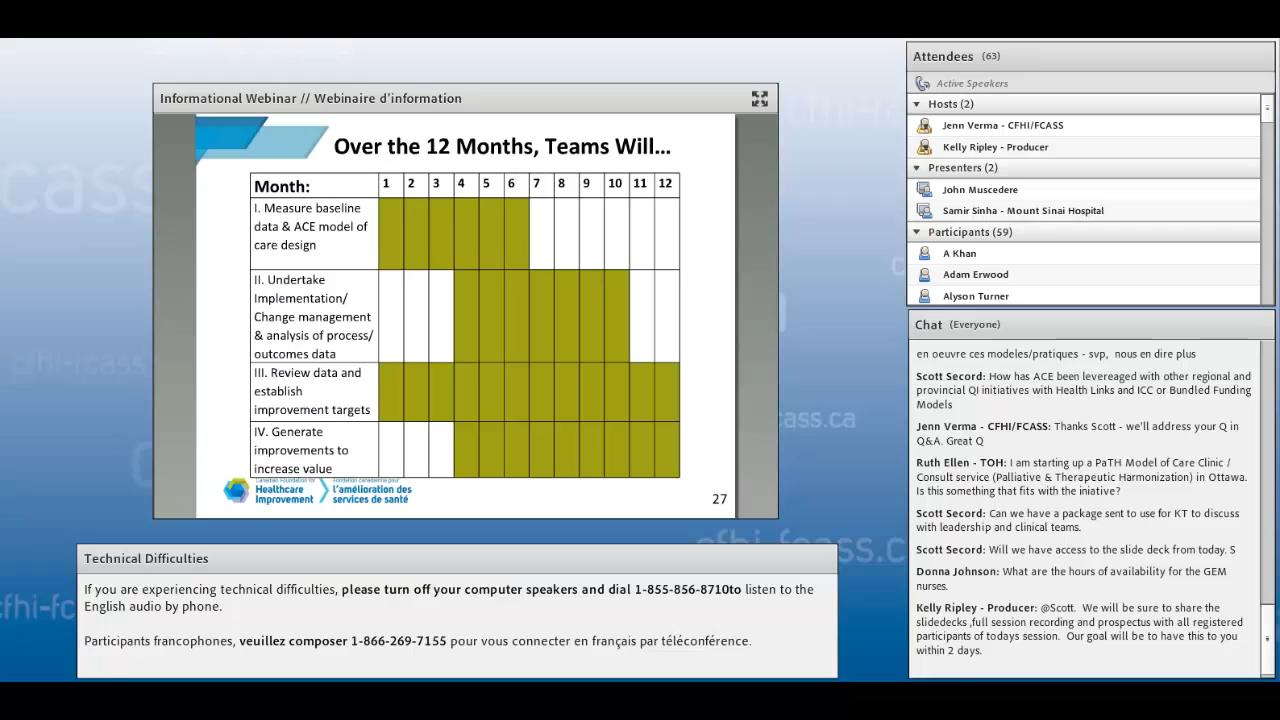 Informational Webinar // Webinaire d'information
Over the 12 Months, Teams Will...
Month: 1 2 3 4 5 6 7 8 9 10 11 12
I. Measure baseline
data & ACE model of
care design
II. Undertake
Implementation/
Change management
& analysis of process/
outcomes data
III. Review data and
establish
improvement targets
IV. Generate
improvements to
increase value
Canadian Foundation for
Healthcare
Improvement
Fondation canadienne pour
l'amélioration des
services de santé
27
Technical Difficulties
If you are experiencing technical difficulties, please turn off your computer speakers and dial 1-855-856-8710to listen to the
English audio by phone.
Participants francophones, veuillez composer 1-866-269-7155 pour vous connecter en français par téléconférence.
Attendees (63)
Active Speakers
Hosts (2)
Jenn Verma - CFHI/FCASS
Kelly Ripley - Producer
Presenters (2)
John Muscedere
Samir Sinha - Mount Sinai Hospital
Participants (59)
A Khan
Adam Erwood
Alyson Turner
Chat (Everyone)
en oeuvre ces modeles/pratiques - svp, nous en dire plus
Scott Secord: How has ACE been levereaged with other regional and
provincial QI initiatives with Health Links and ICC or Bundled Funding
Models
Jenn Verma - CFHI/FCASS: Thanks Scott - we'll address your Q in
Q&A. Great Q
Ruth Ellen - TOH: I am starting up a PaTH Model of Care Clinic /
Consult service (Palliative & Therapeutic Harmonization) in Ottawa.
Is this something that fits with the iniative?
Scott Secord: Can we have a package sent to use for KT to discuss
with leadership and clinical teams.
Scott Secord: Will we have access to the slide deck from today. S
Donna Johnson: What are the hours of availability for the GEM
nurses.
Kelly Ripley - Producer: @Scott. We will be sure to share the
slidedecks ,full session recording and prospectus with all registered
participants of todays session. Our goal will be to have this to you
within 2 days.